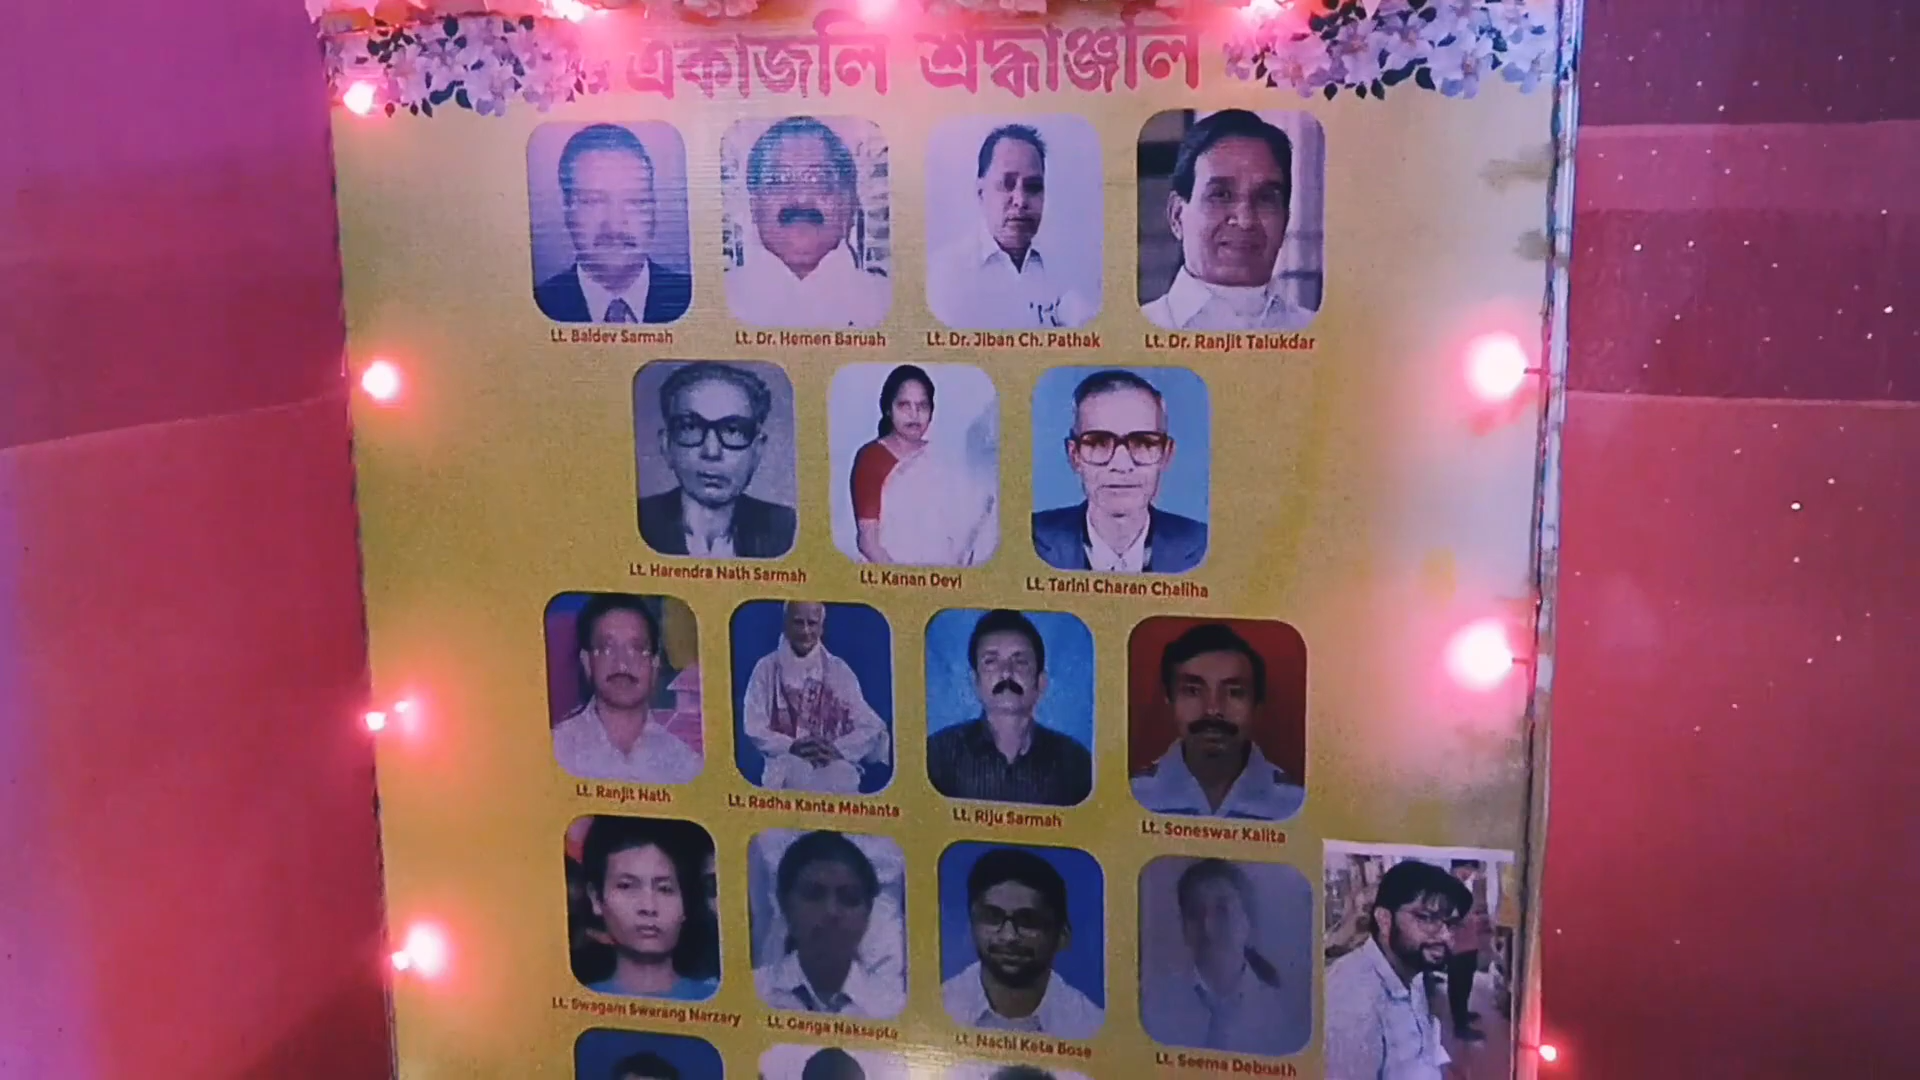 একাজলি শ্রদ্ধাঞ্জলি
Lt. Baldev Sarmah
Lt. Dr. Hemen Baruah
Lt. Dr. Jiban Ch. Pathak
Lt. Dr. Ranjit Talukdar
Lt. Harendra Nath Sarmah
Lt. Kanan Devi
Lt. Tarini Charan Chaliha
Lt. Ranjit Nath
Lt. Radha Kanta Mahanta
Lt. Riju Sarmah
Lt. Soneswar Kalita
Lt. Swagam Swarang Narzary
Lt. Ganga Naksapta
Lt. Nachi Keta Bose
Lt. Seema Debnath